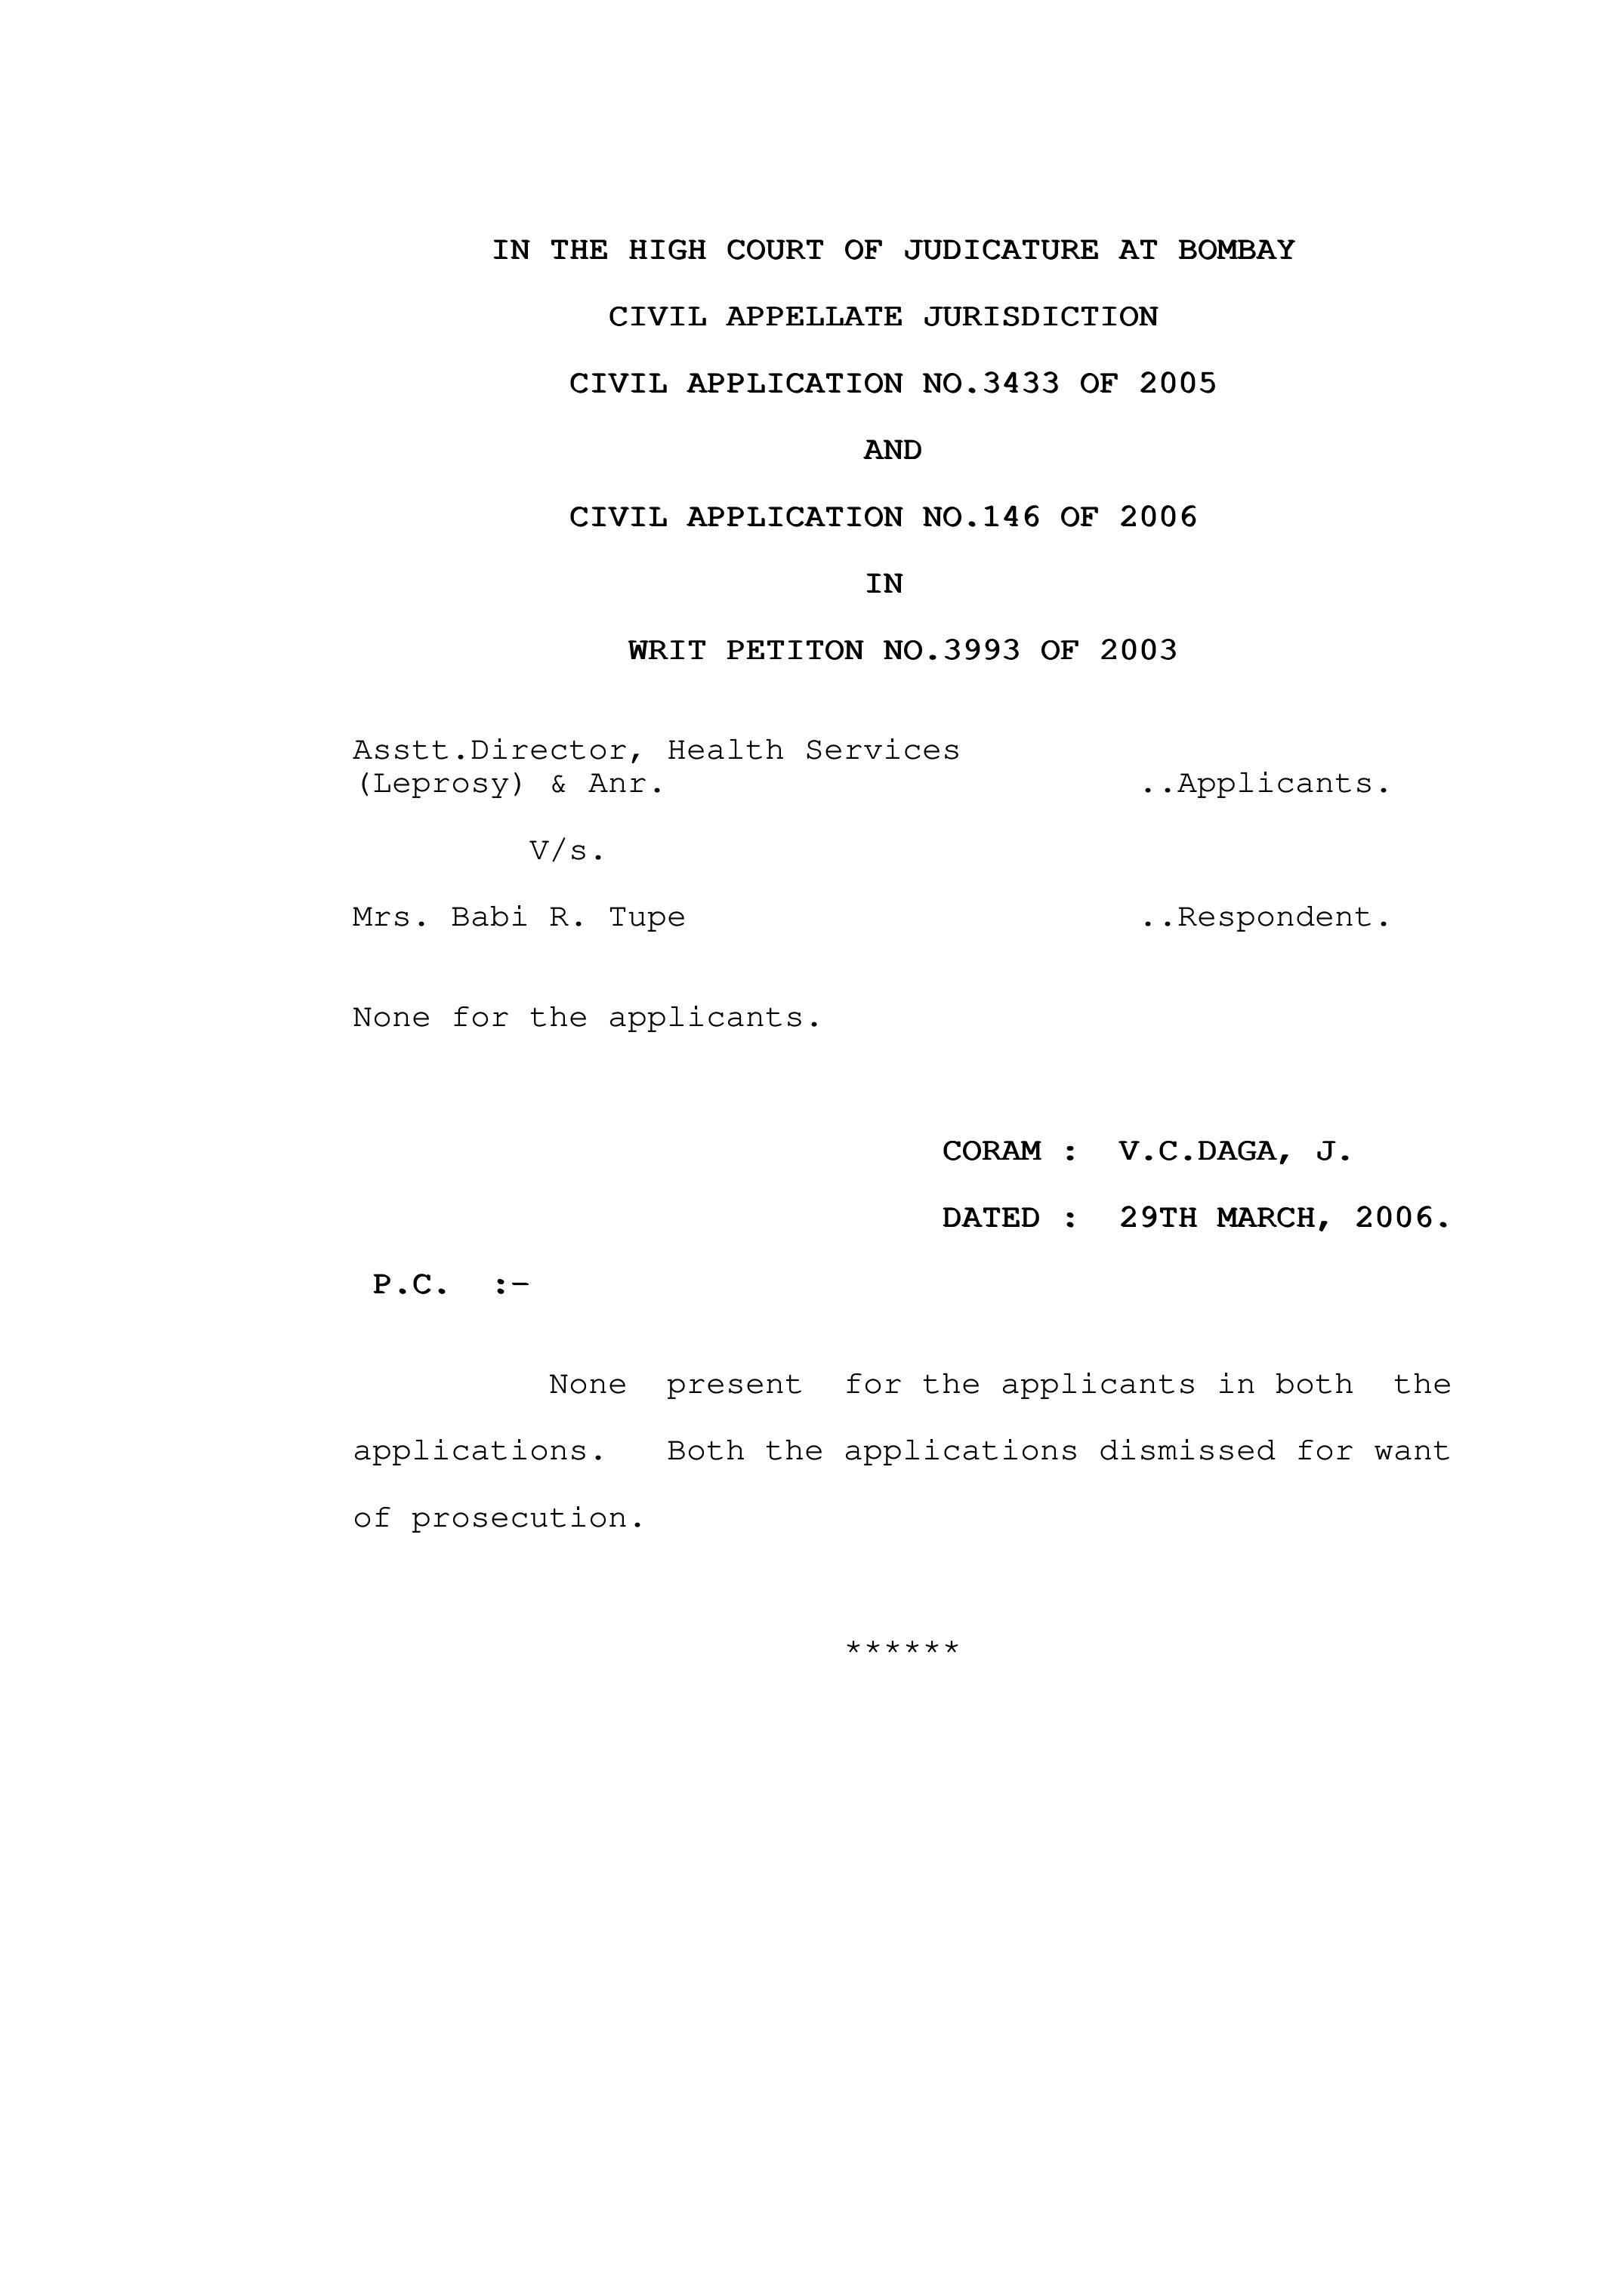 IN THE HIGH COURT OF JUDICATURE AT BOMBAY
CIVIL APPELLATE JURISDICTION
CIVIL APPLICATION NO.3433 OF 2005
AND
CIVIL APPLICATION NO.146 OF 2006
IN
WRIT PETITON NO.3993 OF 2003
Asstt.Director, Health Services
(Leprosy) & Anr. ..Applicants.
V/s.
Mrs. Babi R. Tupe ..Respondent.
None for the applicants.
CORAM : V.C.DAGA, J.
DATED : 29TH MARCH, 2006.
P.C. :-
None present for the applicants in both the
applications. Both the applications dismissed for want
of prosecution.
******